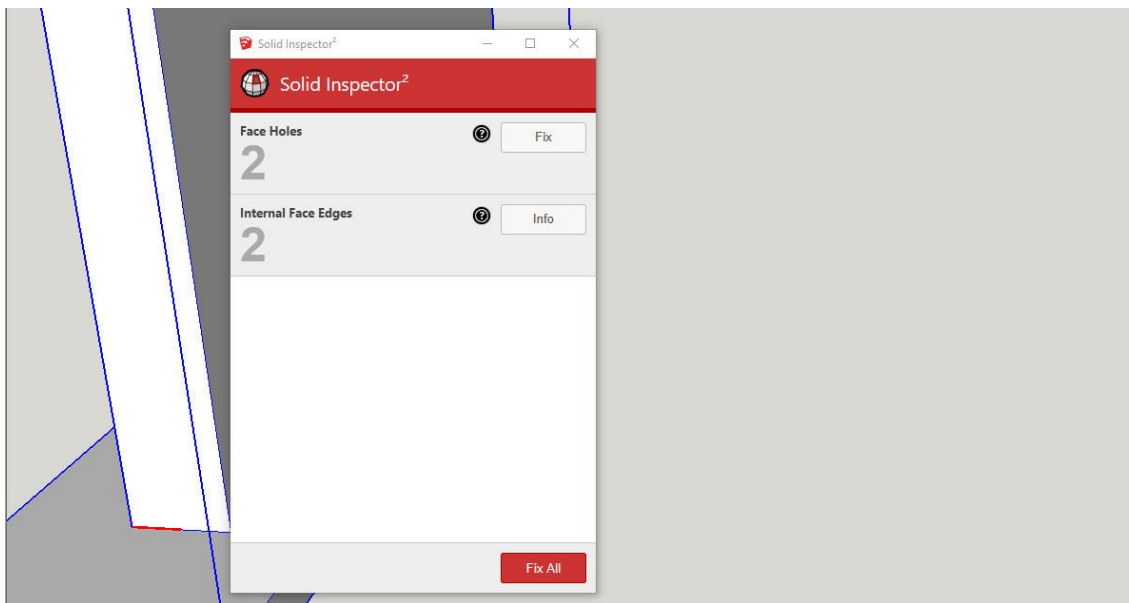 Solid Inspector²
Solid Inspector²
Face Holes
2
Fix
Internal Face Edges
2
Info
Fix All